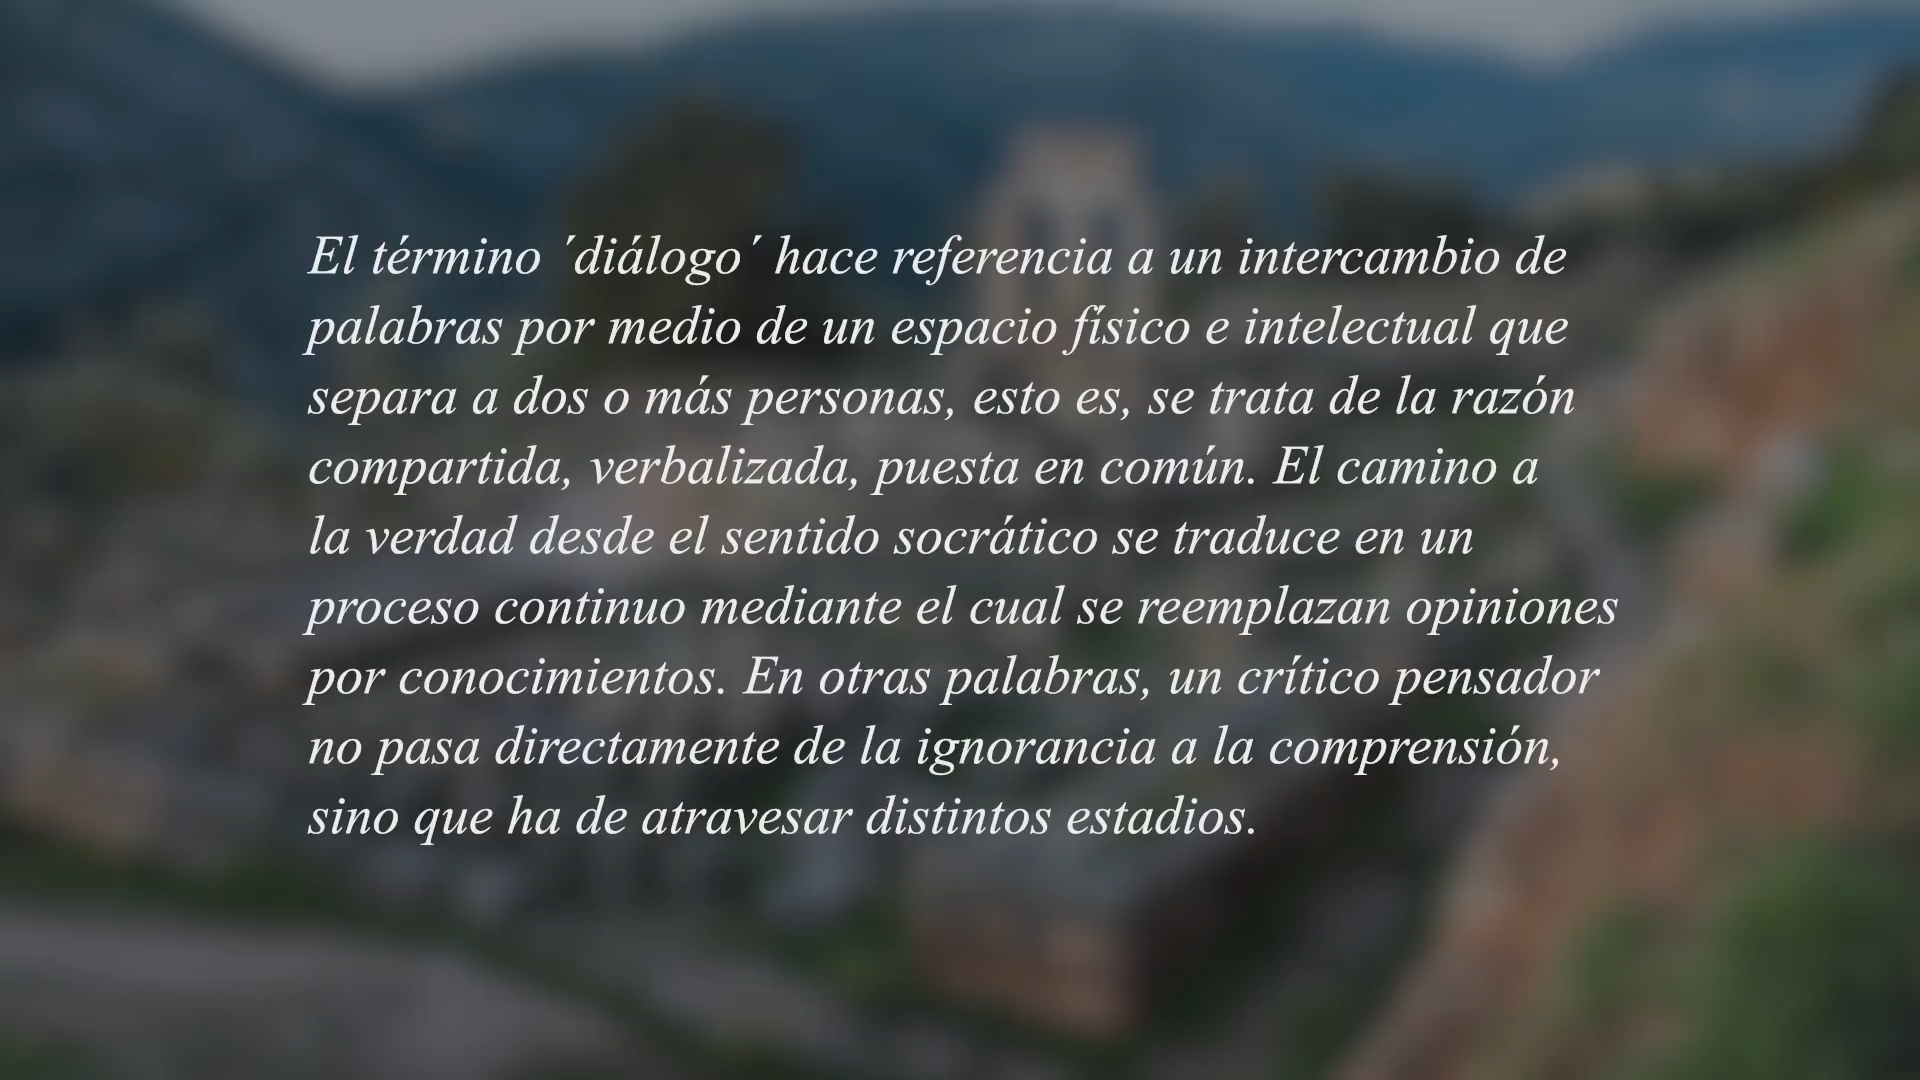 El término ´diálogo´ hace referencia a un intercambio de
palabras por medio de un espacio físico e intelectual que
separa a dos o más personas, esto es, se trata de la razón
compartida, verbalizada, puesta en común. El camino a
la verdad desde el sentido socrático se traduce en un
proceso continuo mediante el cual se reemplazan opiniones
por conocimientos. En otras palabras, un crítico pensador
no pasa directamente de la ignorancia a la comprensión,
sino que ha de atravesar distintos estadios.